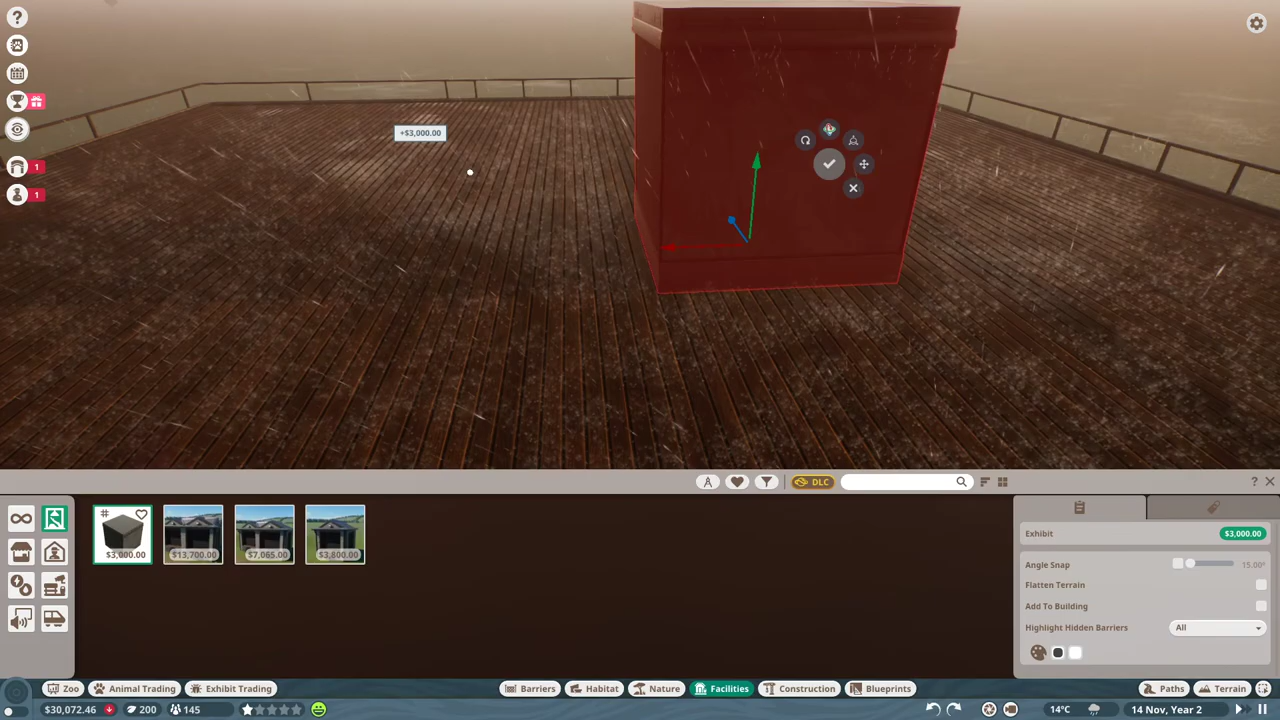 ?
+$3,000.00
1
1
DLC
?
$3,000.00
$13,700.00
$7,065.00
$3,800.00
Exhibit
$3,000.00
Angle Snap
15.00°
Flatten Terrain
Add To Building
Highlight Hidden Barriers
All
Zoo
Animal Trading
Exhibit Trading
Barriers
Habitat
Nature
Facilities
Construction
Blueprints
Paths
Terrain
$30,072.46
200
145
14°C
14 Nov, Year 2